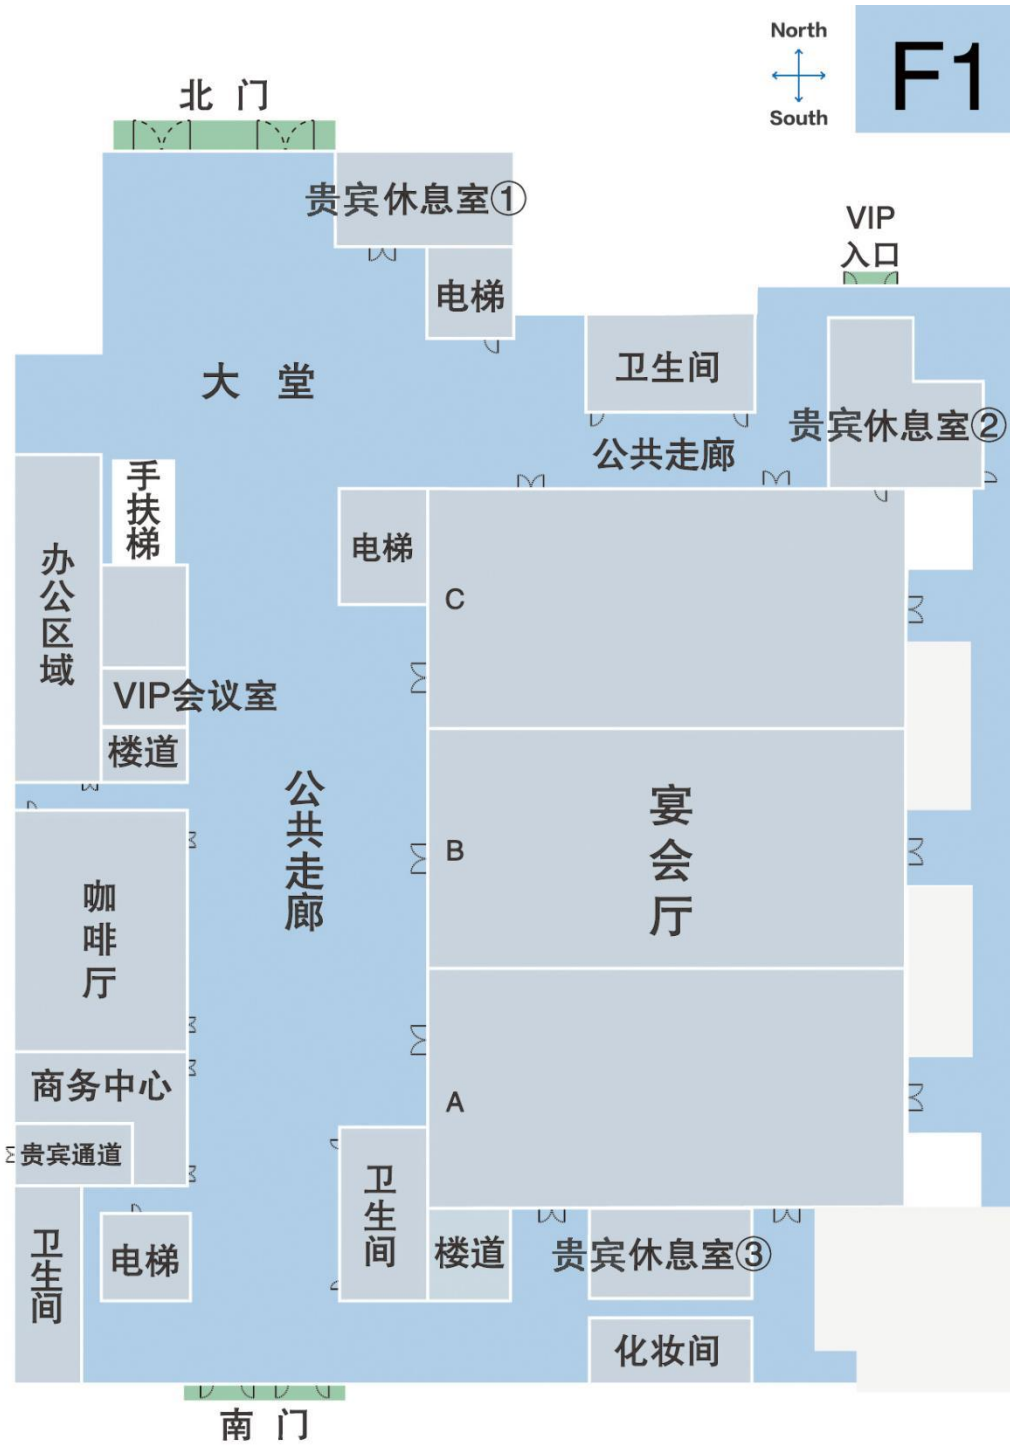 North
South
F1
北 门
贵宾休息室①
VIP
入口
电梯
卫生间
大 堂
贵宾休息室②
公共走廊
手扶梯
办公区域
电梯
C
VIP会议室
楼道
公共走廊
宴会厅
B
咖啡厅
商务中心
A
贵宾通道
卫生间
卫生间
电梯
楼道
贵宾休息室③
化妆间
南 门